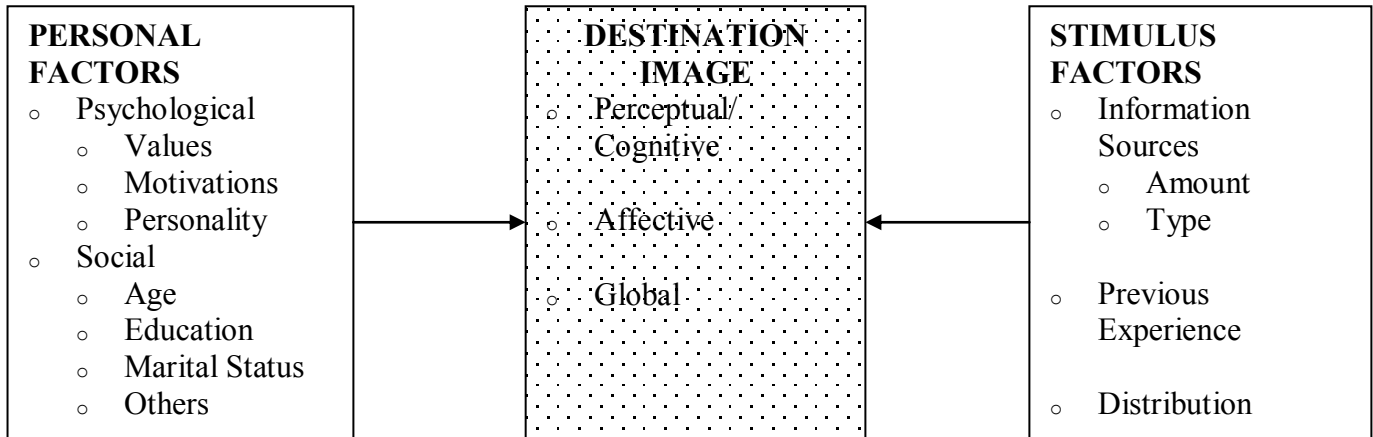 PERSONAL
FACTORS
○ Psychological
○ Values
○ Motivations
○ Personality
○ Social
○ Age
○ Education
○ Marital Status
○ Others
DESTINATION
IMAGE
○ Perceptual/
Cognitive
○ Affective
○ Global
STIMULUS
FACTORS
○ Information
Sources
○ Amount
○ Type
○ Previous
Experience
○ Distribution